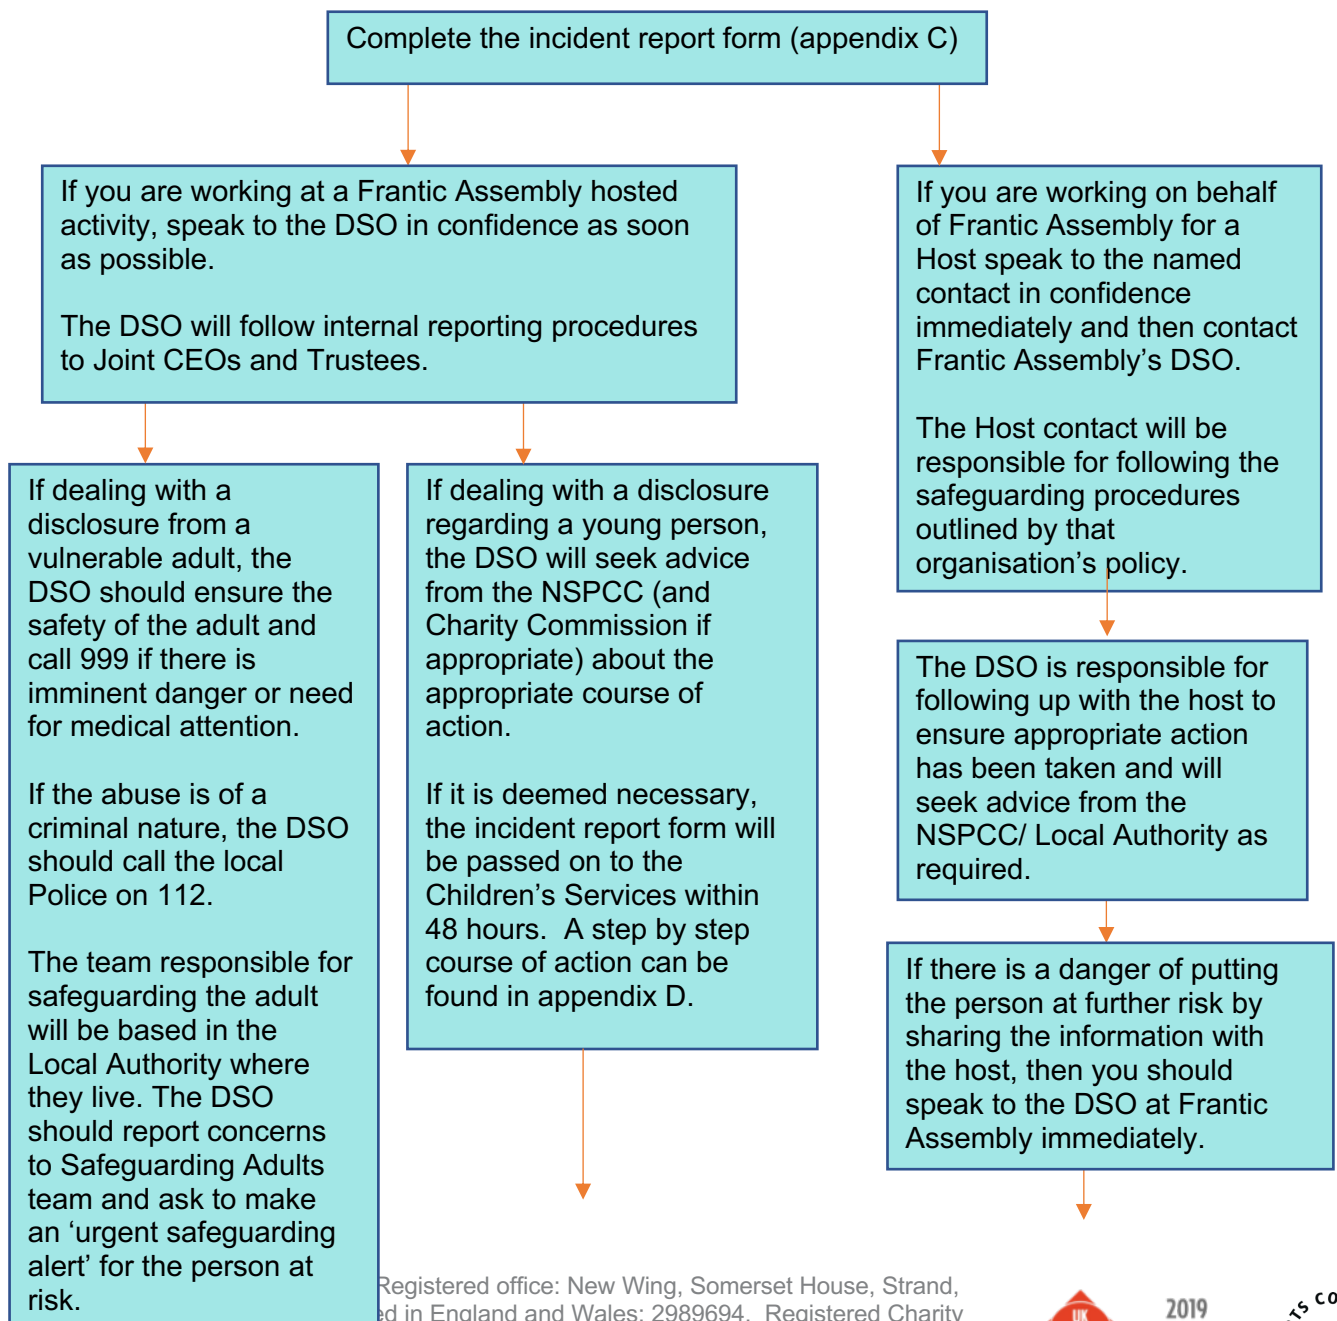 Complete the incident report form (appendix C)
If you are working at a Frantic Assembly hosted
activity, speak to the DSO in confidence as soon
as possible.
The DSO will follow internal reporting procedures
to Joint CEOs and Trustees.
If you are working on behalf
of Frantic Assembly for a
Host speak to the named
contact in confidence
immediately and then contact
Frantic Assembly’s DSO.
The Host contact will be
responsible for following the
safeguarding procedures
outlined by that
organisation’s policy.
If dealing with a
disclosure from a
vulnerable adult, the
DSO should ensure the
safety of the adult and
call 999 if there is
imminent danger or need
for medical attention.
If the abuse is of a
criminal nature, the DSO
should call the local
Police on 112.
The team responsible for
safeguarding the adult
will be based in the
Local Authority where
they live. The DSO
should report concerns
to Safeguarding Adults
team and ask to make
an ‘urgent safeguarding
alert’ for the person at
risk.
If dealing with a disclosure
regarding a young person,
the DSO will seek advice
from the NSPCC (and
Charity Commission if
appropriate) about the
appropriate course of
action.
If it is deemed necessary,
the incident report form will
be passed on to the
Children’s Services within
48 hours.  A step by step
course of action can be
found in appendix D.
The DSO is responsible for
following up with the host to
ensure appropriate action
has been taken and will
seek advice from the
NSPCC/ Local Authority as
required.
If there is a danger of putting
the person at further risk by
sharing the information with
the host, then you should
speak to the DSO at Frantic
Assembly immediately.
Registered office: New Wing, Somerset House, Strand,
ed in England and Wales: 2989694.  Registered Charity
UK
2019
TS CO